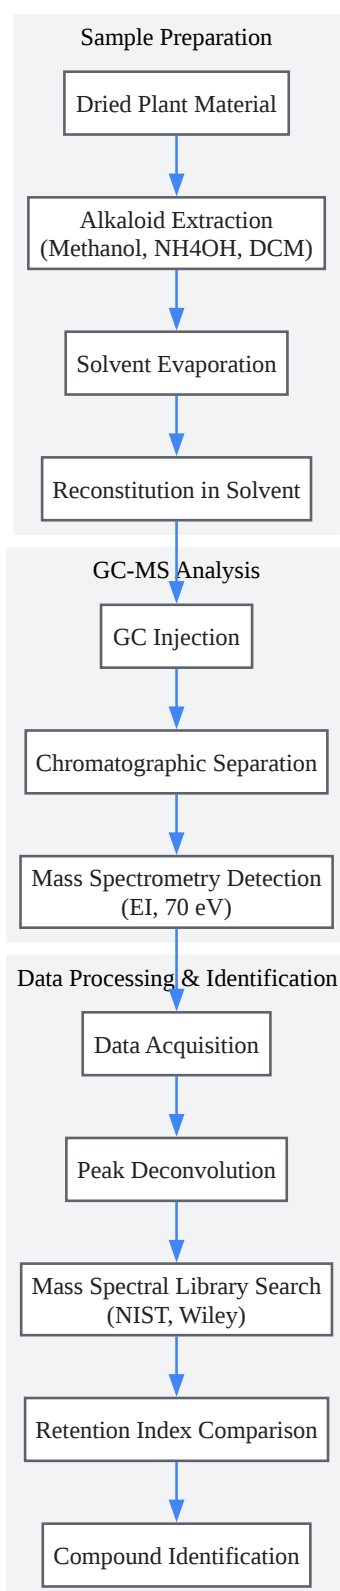 Sample Preparation
Dried Plant Material
Alkaloid Extraction
(Methanol, NH4OH, DCM)
Solvent Evaporation
Reconstitution in Solvent
GC-MS Analysis
GC Injection
Chromatographic Separation
Mass Spectrometry Detection
(EI, 70 eV)
Data Processing & Identification
Data Acquisition
Peak Deconvolution
Mass Spectral Library Search
(NIST, Wiley)
Retention Index Comparison
Compound Identification